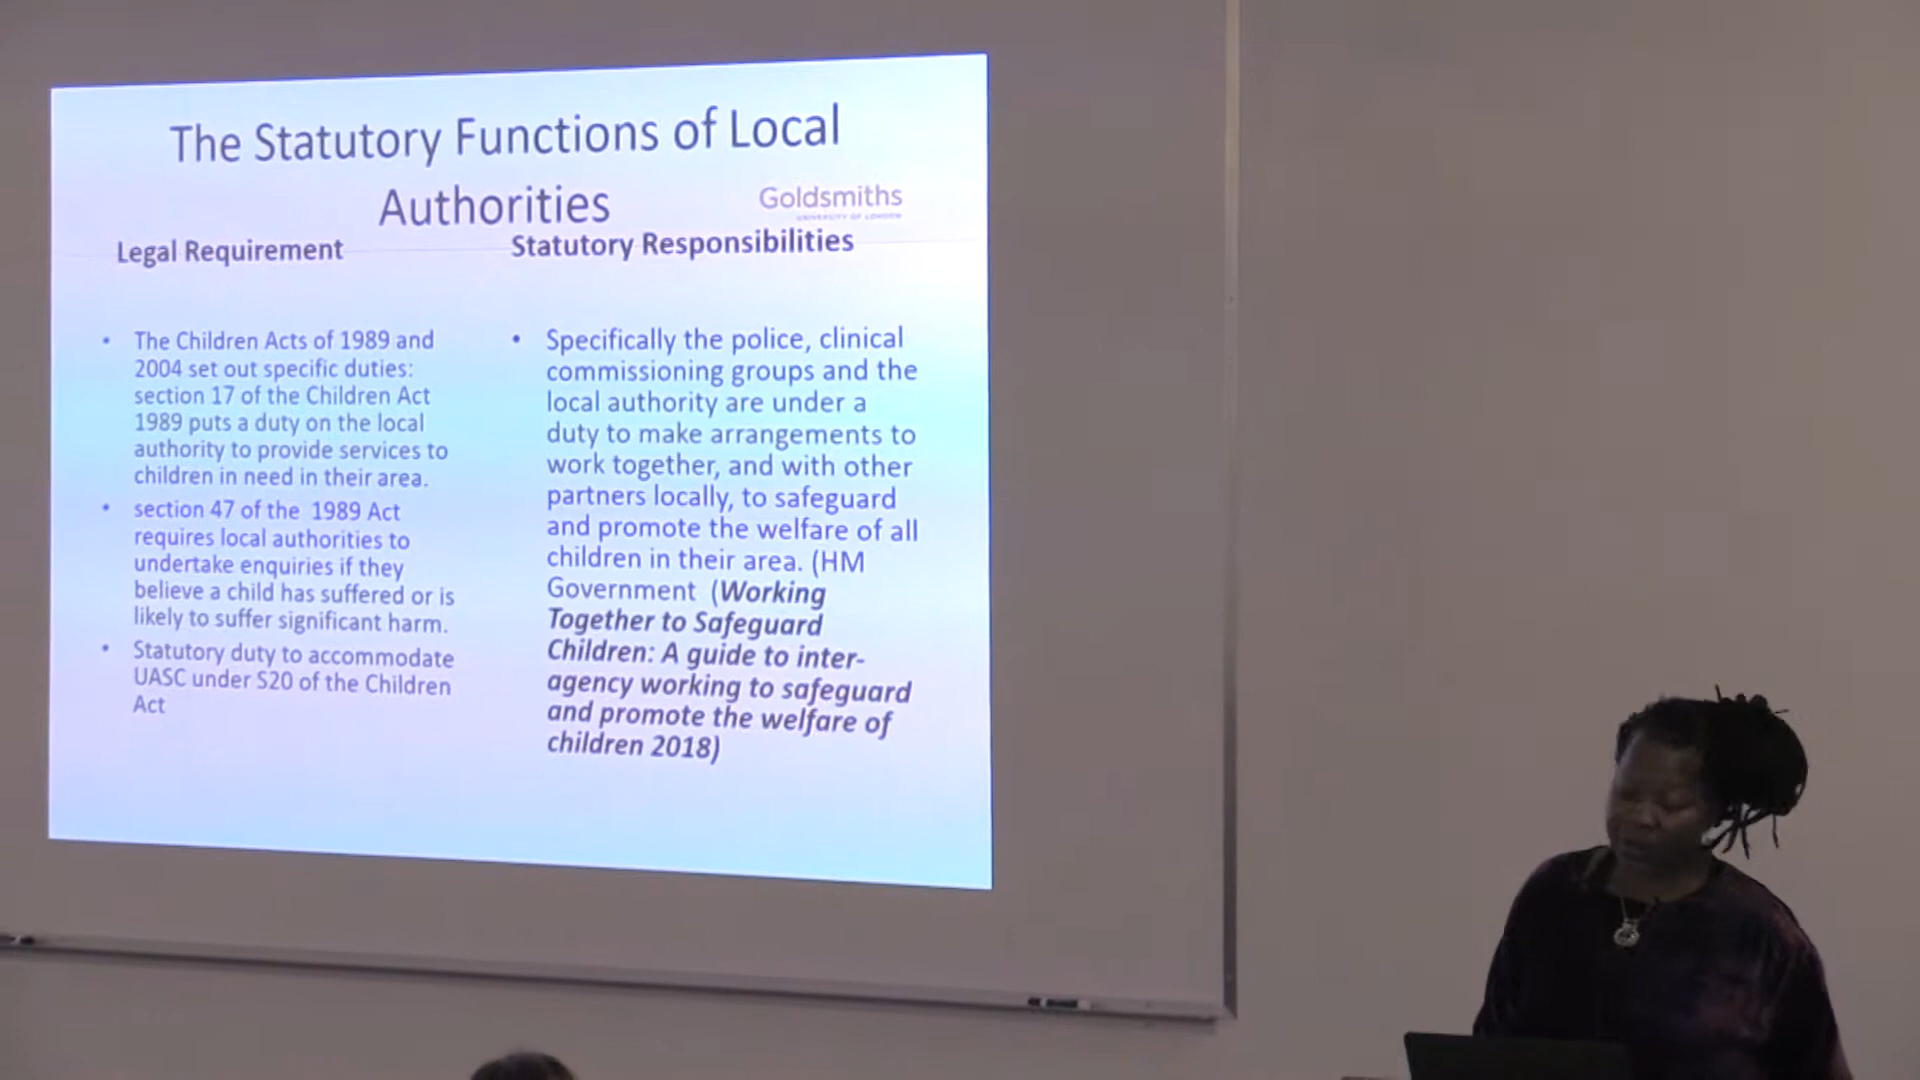 The Statutory Functions of Local
Authorities
Goldsmiths
UNIVERSITY OF LONDON
Legal Requirement
• The Children Acts of 1989 and
2004 set out specific duties:
section 17 of the Children Act
1989 puts a duty on the local
authority to provide services to
children in need in their area.
• section 47 of the 1989 Act
requires local authorities to
undertake enquiries if they
believe a child has suffered or is
likely to suffer significant harm.
• Statutory duty to accommodate
UASC under S20 of the Children
Act
Statutory Responsibilities
• Specifically the police, clinical
commissioning groups and the
local authority are under a
duty to make arrangements to
work together, and with other
partners locally, to safeguard
and promote the welfare of all
children in their area. (HM
Government (Working
Together to Safeguard
Children: A guide to inter-
agency working to safeguard
and promote the welfare of
children 2018)